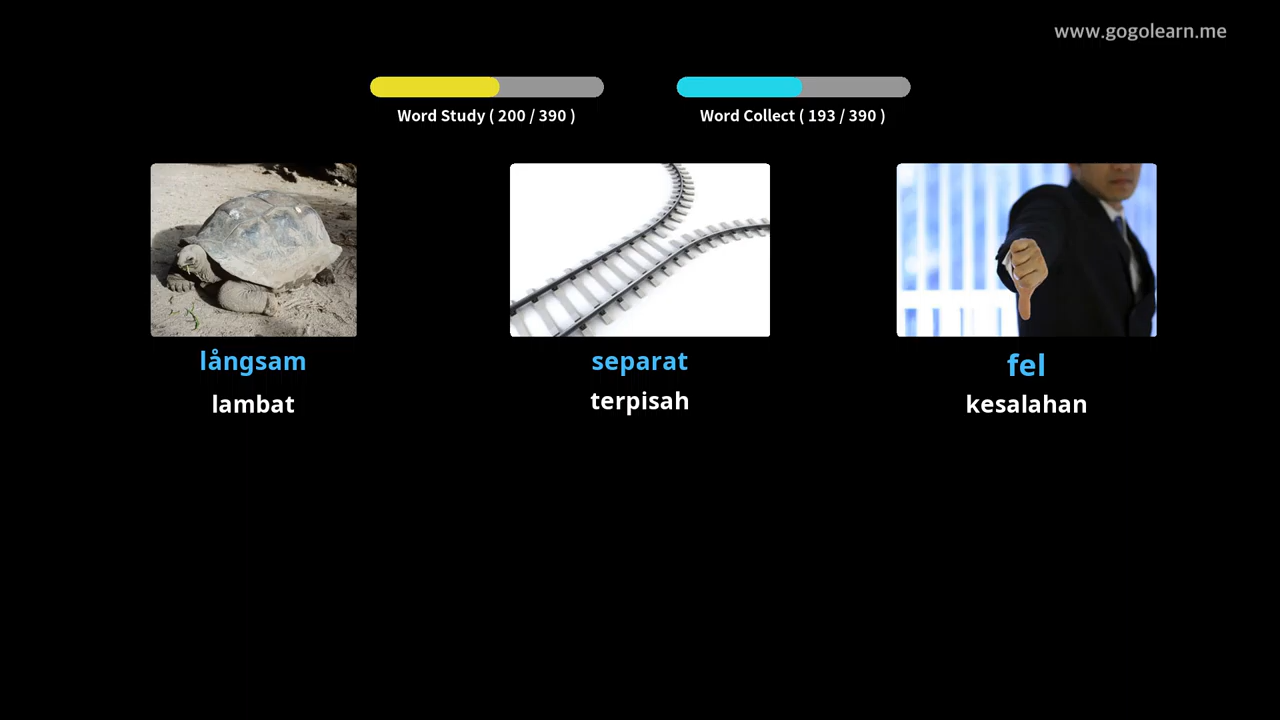 www.gogolearn.me
Word Study ( 200 / 390 )
Word Collect ( 193 / 390 )
långsam
lambat
separat
terpisah
fel
kesalahan